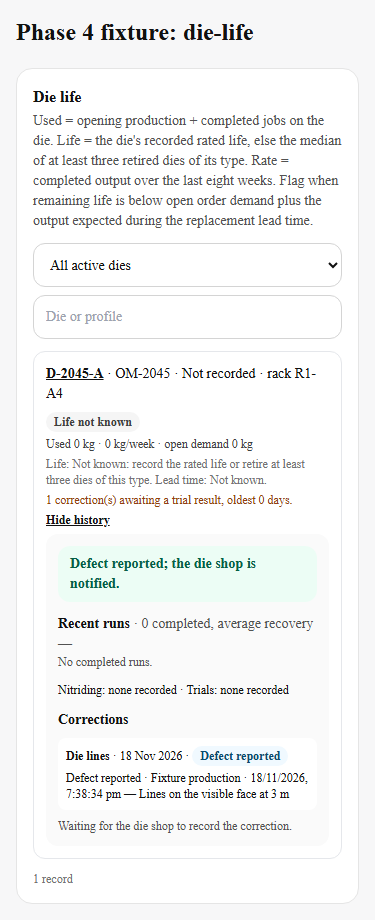 Phase 4 fixture: die-life
Die life
Used = opening production + completed jobs on the
die. Life = the die's recorded rated life, else the median
of at least three retired dies of its type. Rate =
completed output over the last eight weeks. Flag when
remaining life is below open order demand plus the
output expected during the replacement lead time.
All active dies
Die or profile
D-2045-A · OM-2045 · Not recorded · rack R1-
A4
Life not known
Used 0 kg · 0 kg/week · open demand 0 kg
Life: Not known: record the rated life or retire at least
three dies of this type. Lead time: Not known.
1 correction(s) awaiting a trial result, oldest 0 days.
Hide history
Defect reported; the die shop is
notified.
Recent runs · 0 completed, average recovery
—
No completed runs.
Nitriding: none recorded · Trials: none recorded
Corrections
Die lines · 18 Nov 2026 · Defect reported
Defect reported · Fixture production · 18/11/2026,
7:38:34 pm — Lines on the visible face at 3 m
Waiting for the die shop to record the correction.
1 record